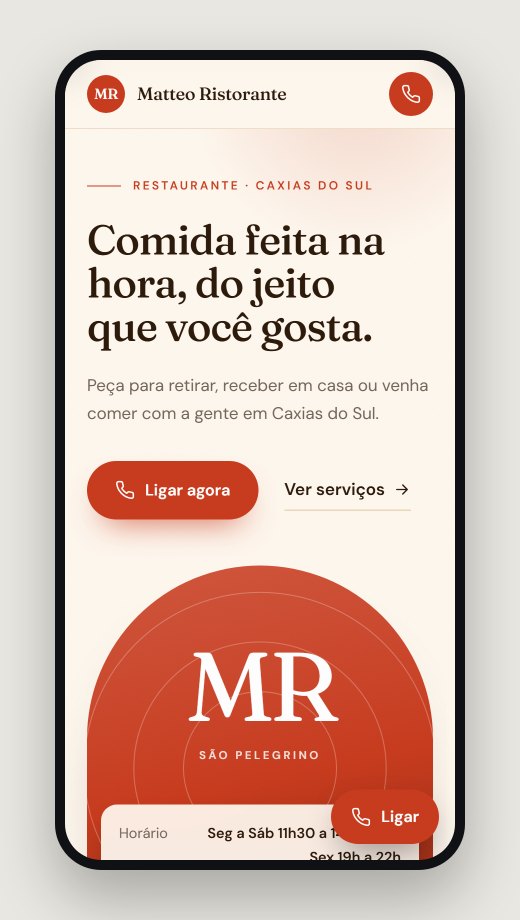 MR Matteo Ristorante
RESTAURANTE · CAXIAS DO SUL
Comida feita na
hora, do jeito
que você gosta.
Peça para retirar, receber em casa ou venha
comer com a gente em Caxias do Sul.
Ligar agora
Ver serviços →
MR
SÃO PELEGRINO
Horário
Seg a Sáb 11h30 a
Ligar
Sex 19h a 22h